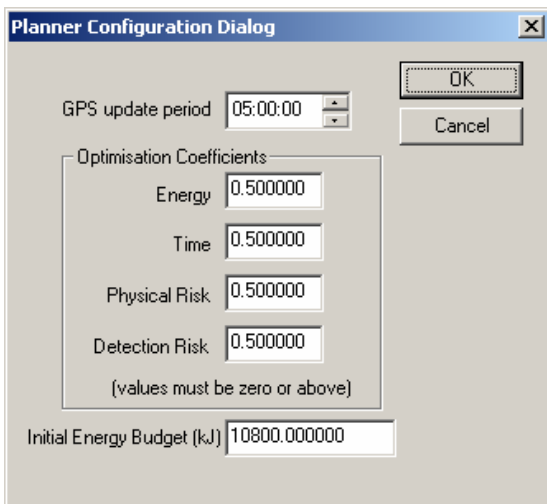 Planner Configuration Dialog
OK
GPS update period 05:00:00
Cancel
Optimisation Coefficients
Energy 0.500000
Time 0.500000
Physical Risk 0.500000
Detection Risk 0.500000
(values must be zero or above)
Initial Energy Budget (kJ) 10800.000000